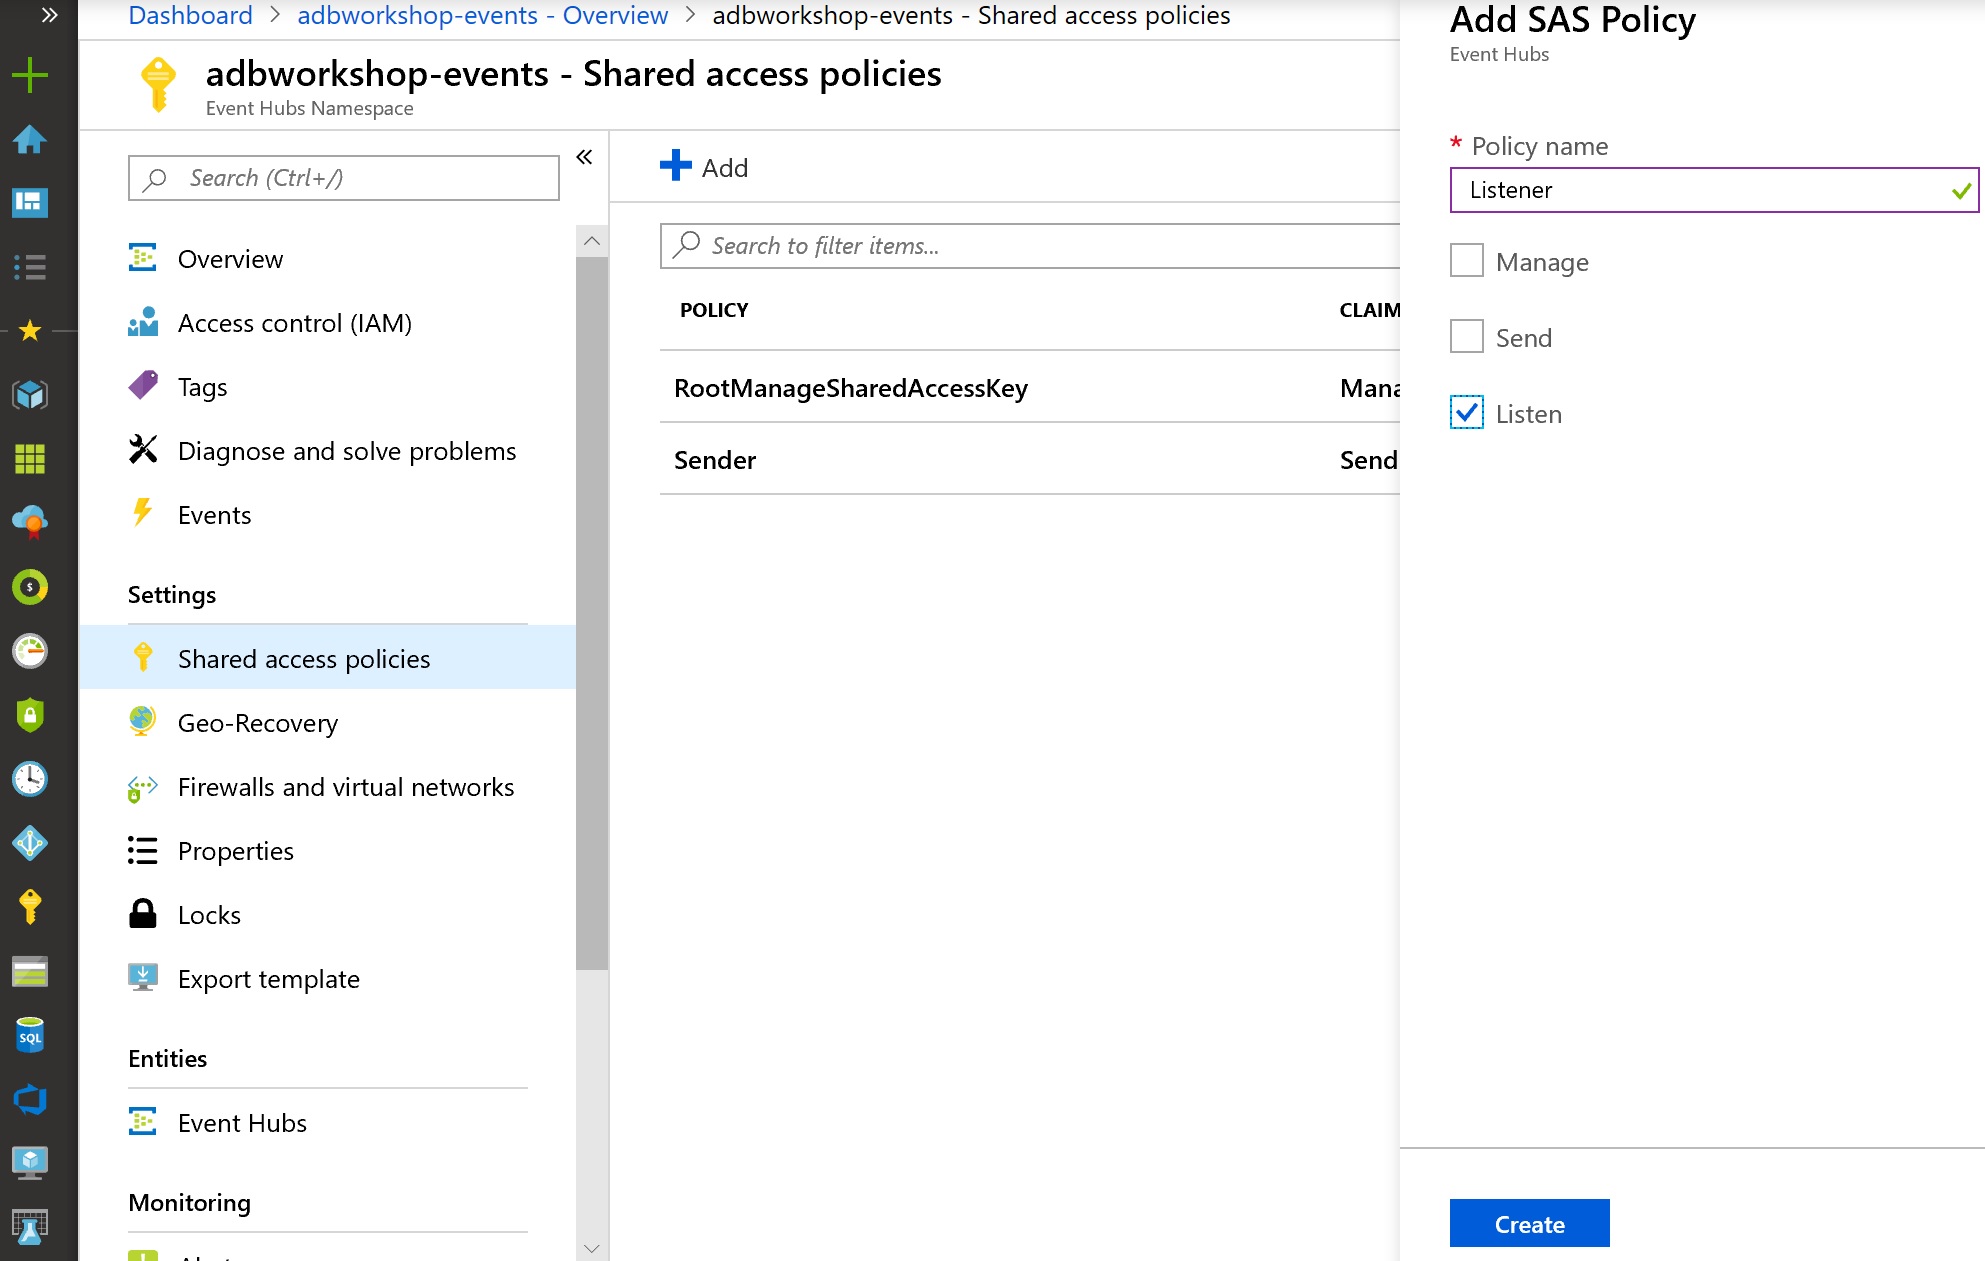 Dashboard > adbworkshop-events - Overview > adbworkshop-events - Shared access policies
adbworkshop-events - Shared access policies
Event Hubs Namespace
Search (Ctrl+/)
Overview
Access control (IAM)
Tags
Diagnose and solve problems
Events
Settings
Shared access policies
Geo-Recovery
Firewalls and virtual networks
Properties
Locks
Export template
Entities
Event Hubs
Monitoring
Add
Search to filter items...
POLICY CLAIM
RootManageSharedAccessKey Mana
Sender Send
Add SAS Policy
Event Hubs
* Policy name
Listener
Manage
Send
Listen
Create
SQL